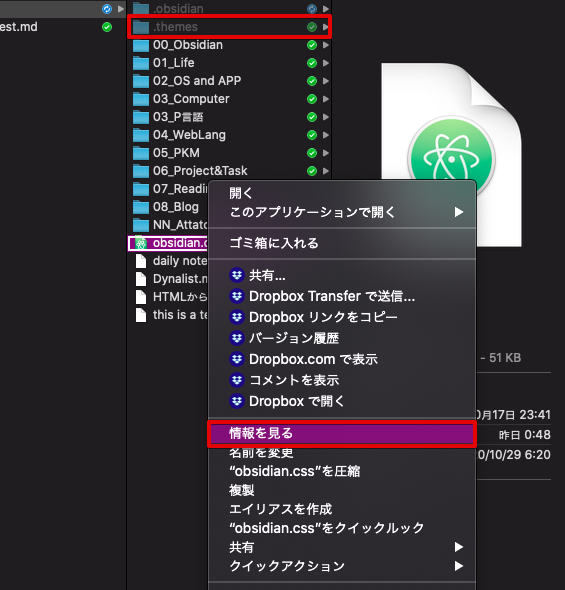 est.md
.obsidian
.themes
00_Obsidian
01_Life
02_OS and APP
03_Computer
03_P言語
04_WebLang
05_PKM
06_Project&Task
07_Readi
08_Blog
NN_Attato
obsidian.c
daily note
Dynalist.m
HTMLから
this is a te
開く
このアプリケーションで開く
ゴミ箱に入れる
共有...
Dropbox Transfer で送信...
Dropbox リンクをコピー
バージョン履歴
Dropbox.com で表示
コメントを表示
Dropbox で開く
情報を見る
名前を変更
“obsidian.css”を圧縮
複製
エイリアスを作成
“obsidian.css”をクイックルック
共有
クイックアクション
- 51 KB
0月17日 23:41
昨日 0:48
0/10/29 6:20